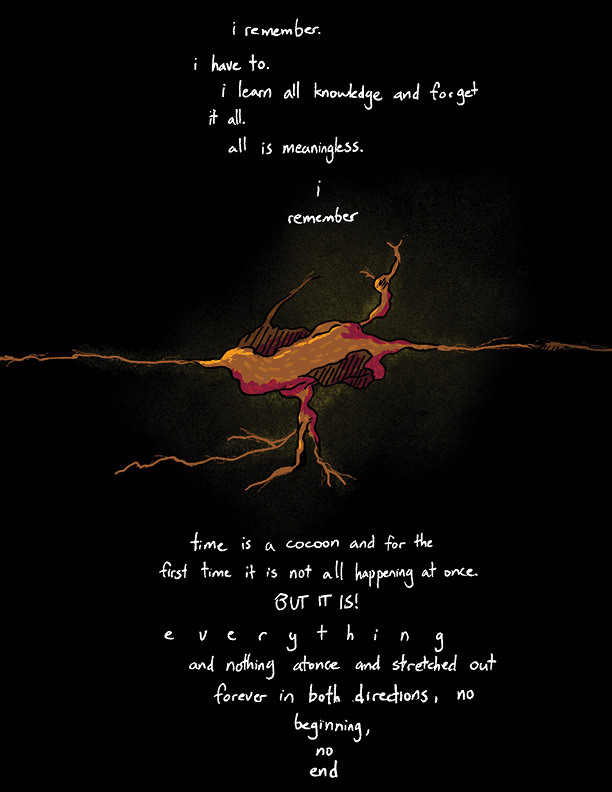 i remember.
i have to.
i learn all knowledge and forget
it all.
all is meaningless.
i
remember
time is a cocoon and for the
first time it is not all happening at once.
BUT IT IS!
e v e r y t h i n g
and nothing atonce and stretched out
forever in both directions, no
beginning,
no
end